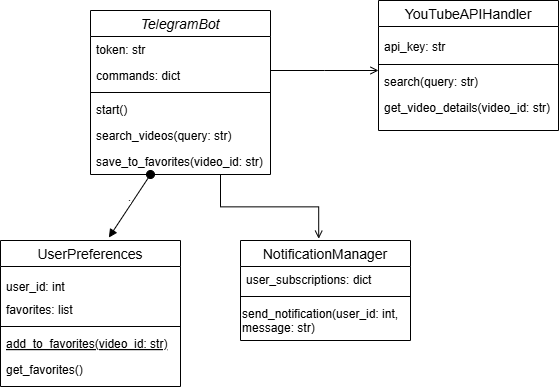 TelegramBot
token: str
commands: dict
start()
search_videos(query: str)
save_to_favorites(video_id: str)
YouTubeAPIHandler
api_key: str
search(query: str)
get_video_details(video_id: str)
UserPreferences
user_id: int
favorites: list
add_to_favorites(video_id: str)
get_favorites()
NotificationManager
user_subscriptions: dict
send_notification(user_id: int,
message: str)